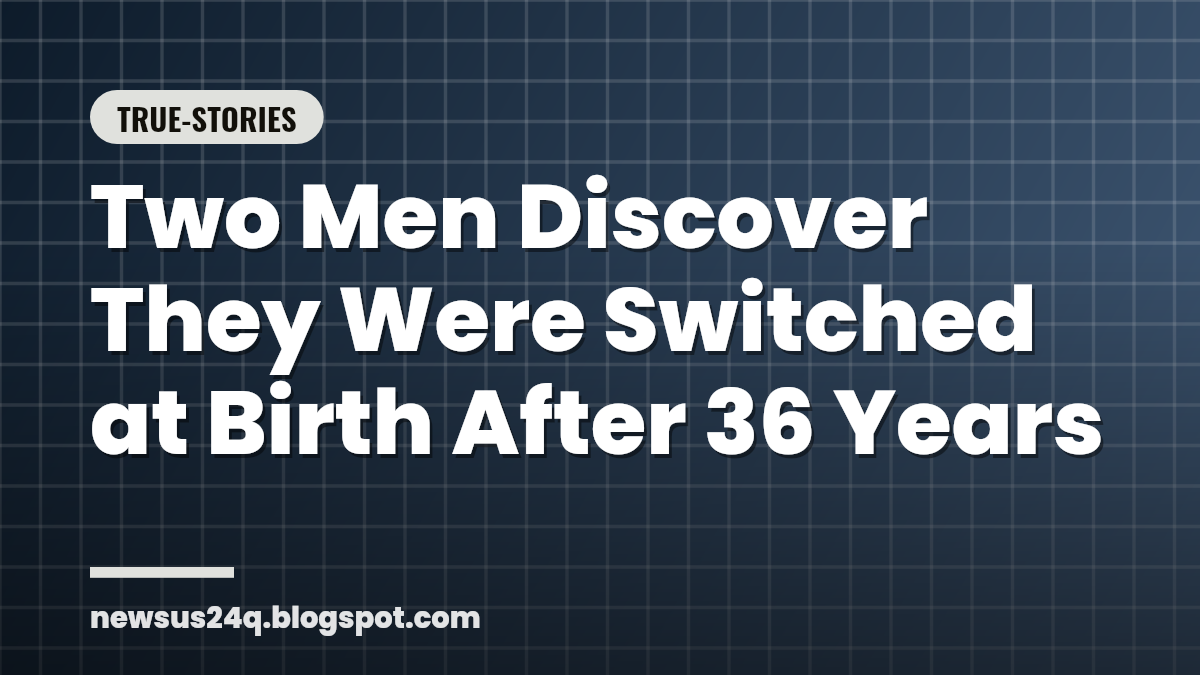 TRUE-STORIES
Two Men Discover
They Were Switched
at Birth After 36 Years
newsus24q.blogspot.com